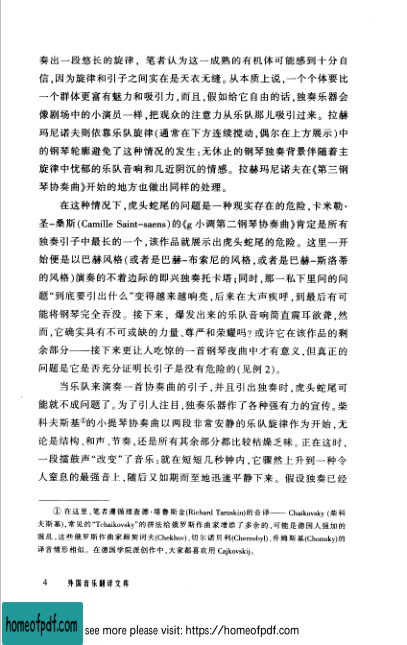 奏出一段悠长的旋律，笔者认为这一成熟的有机体可能感到十分自
信,因为旋律和引子之间实在是天衣无缝。从本质上说,一个个体要比
一个群体更富有魅力和吸引力,而且,假如给它自由的话,独奏乐器会
像剧场中的小演员一样,把观众的注意力从乐队那儿吸引过来。拉赫
玛尼诺夫则依靠乐队旋律(通常在下方连续搅动,偶尔在上方展示)中
的钢琴轮廓避免了这种情况的发生:无休止的钢琴独奏背景伴随着主
旋律中忧郁的乐队音响和几近阴沉的情感。拉赫玛尼诺夫在《第三钢
琴协奏曲》开始的地方也做出同样的处理。
在这种情况下,虎头蛇尾的问题是一种现实存在的危险,卡米勒·
圣-桑斯(Camille Saint-saens)的《g 小调第二钢琴协奏曲》肯定是所有
独奏引子中最长的一个,该作品就展示出虎头蛇尾的危险。这里一开
始便是以巴赫风格(或者是巴赫-布索尼的风格,或者是巴赫-斯洛蒂
的风格)演奏的不着边际的即兴独奏托卡塔;同时,那一私下里问的问
题“到底要引出什么”变得越来越响亮,后来在大声疾呼,到最后有可
能将钢琴完全吞没。接下来，爆发出来的乐队音响简直震耳欲聋,然
而,它确实具有不可或缺的力量、尊严和荣耀吗?或许它在该作品的剩
余部分——接下来更让人吃惊的一首钢琴夜曲中才有意义,但真正的
问题是它是否充分证明长引子是没有危险的(见例 2)。
当乐队来演奏一首协奏曲的引子,并且引出独奏时,虎头蛇尾可
能就不成问题了。为了引人注目,独奏乐器作了各种强有力的宣传。柴
科夫斯基①的小提琴协奏曲以两段非常安静的乐队旋律作为开始,无
论是结构、和声、节奏,还是所有其余部分都比较枯燥乏味。正在这时,
一段擂鼓声“改变”了音乐:就在短短几秒钟内,它骤然上升到一种令
人窒息的最强音上,随后又如期而至地迅速平静下来。假设独奏已经
① 在这里,笔者遵循理查德·塔鲁斯金(Richard Taruskin)的音译—— Chaikovsky (柴科
夫斯基),常见的“Tchaikovsky”的拼法给俄罗斯作曲家增添了多余的,可能是德国人强加的
混乱,这些俄罗斯作曲家跟契诃夫(Chekhov)、切尔诺贝利(Chernobyl)、乔姆斯基(Chomsky)的
译音情形相似。在德国学院派创作中,大家都喜欢用 Cajkovskij。
4 外国音乐翻译文库
homeofpdf.com
see more please visit: https://homeofpdf.com